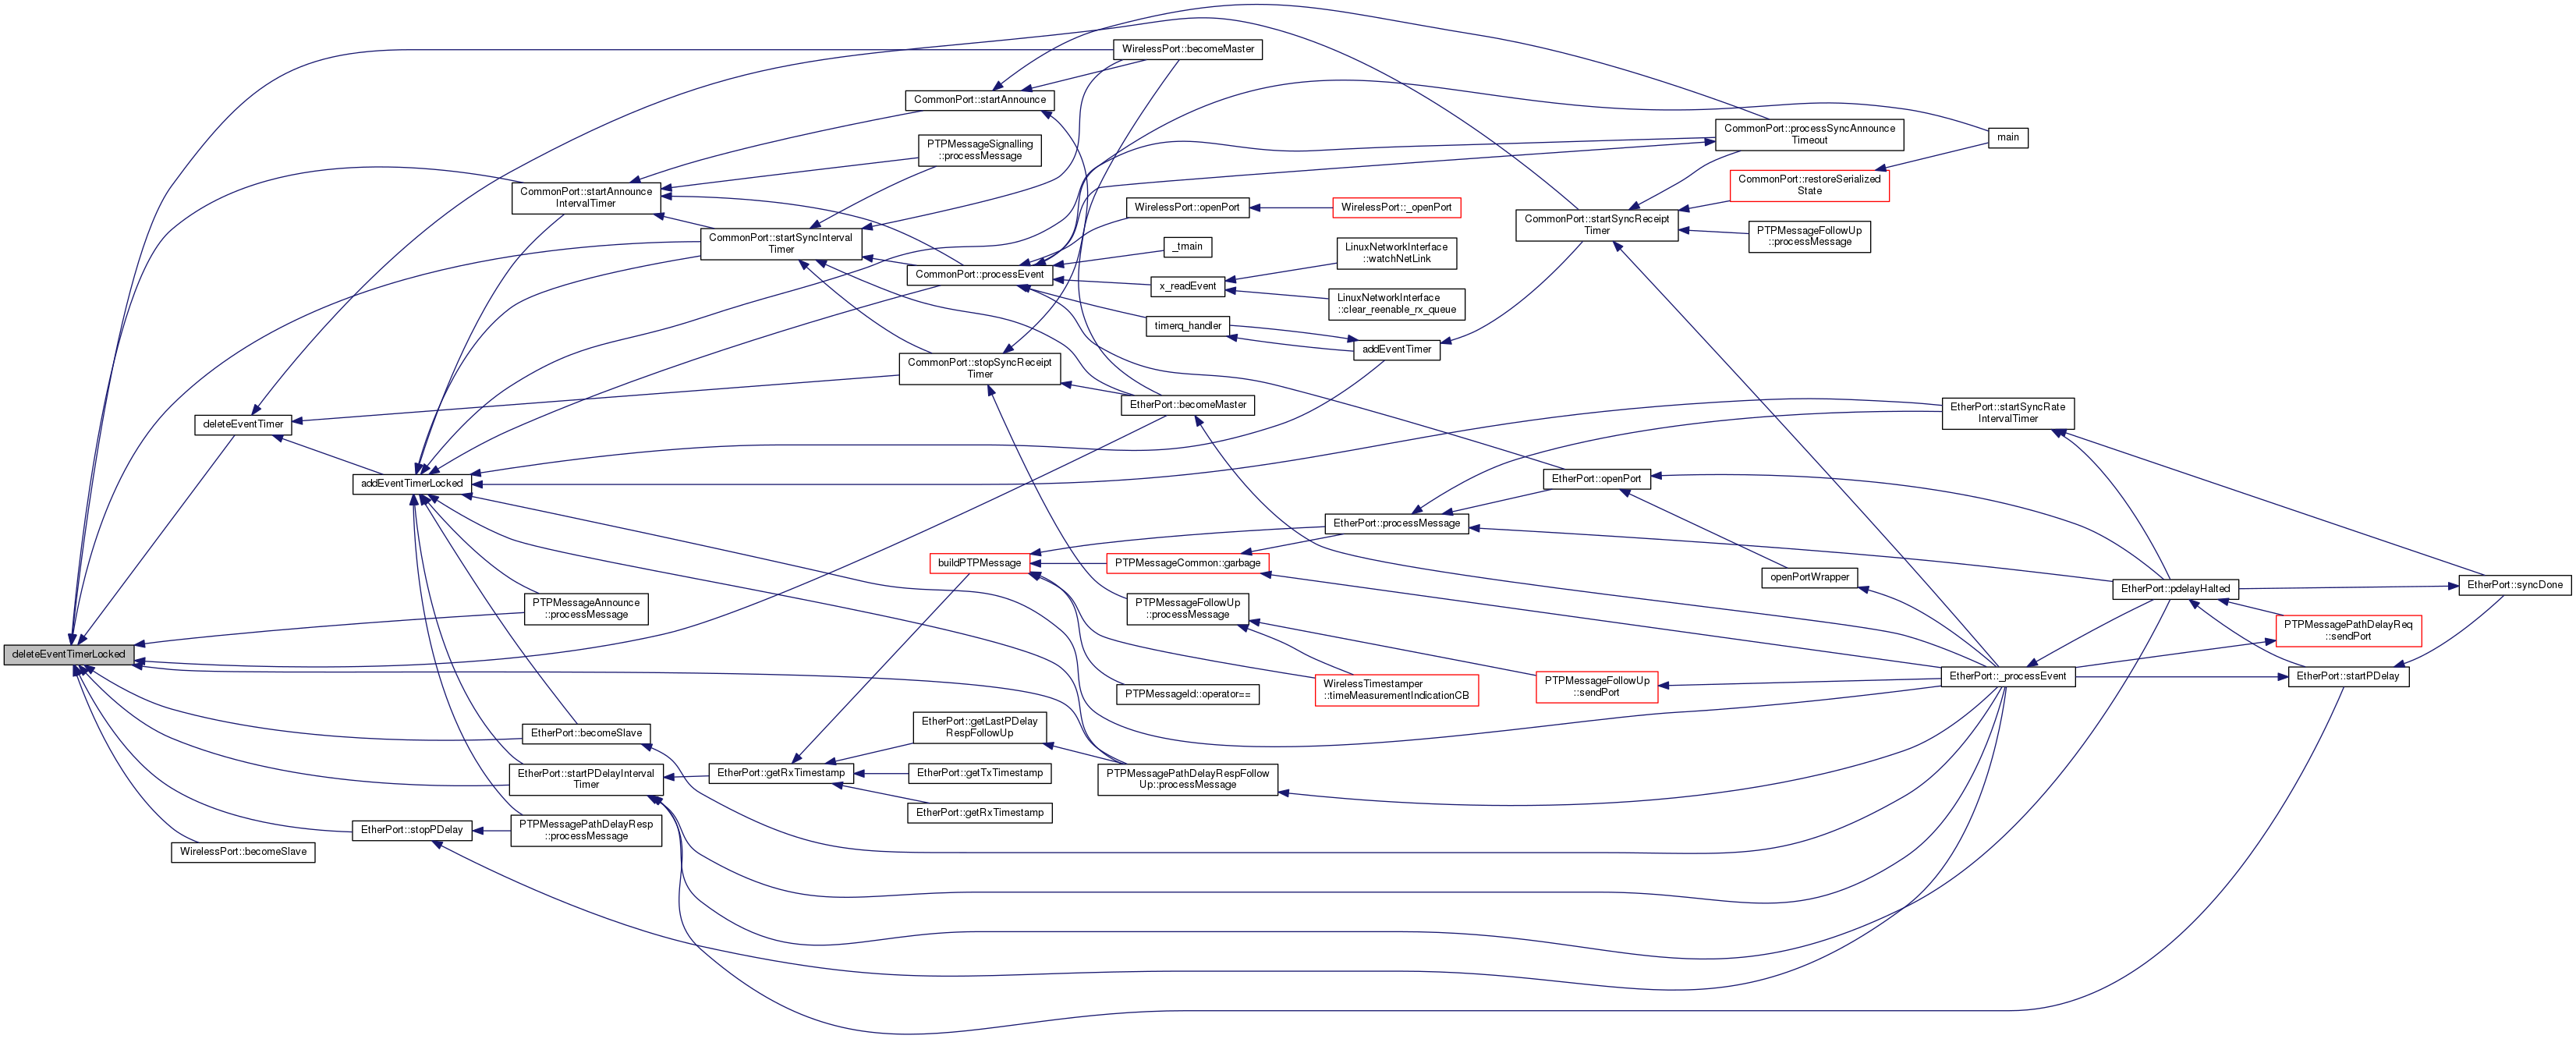 WirelessPort::becomeMaster
CommonPort::startAnnounce
CommonPort::processSyncAnnounce
Timeout
main
PTPMessageSignalling
::processMessage
CommonPort::restoreSerialized
State
CommonPort::startAnnounce
IntervalTimer
WirelessPort::openPort
WirelessPort::_openPort
CommonPort::startSyncReceipt
Timer
PTPMessageFollowUp
::processMessage
CommonPort::startSyncInterval
Timer
_tmain
LinuxNetworkInterface
::watchNetLink
CommonPort::processEvent
x_readEvent
LinuxNetworkInterface
::clear_reenable_rx_queue
timerq_handler
addEventTimer
CommonPort::stopSyncReceipt
Timer
EtherPort::becomeMaster
EtherPort::startSyncRate
IntervalTimer
deleteEventTimer
addEventTimerLocked
EtherPort::openPort
EtherPort::processMessage
buildPTPMessage
PTPMessageCommon::garbage
openPortWrapper
EtherPort::pdelayHalted
EtherPort::syncDone
PTPMessageAnnounce
::processMessage
PTPMessageFollowUp
::processMessage
PTPMessagePathDelayReq
::sendPort
deleteEventTimerLocked
PTPMessageId::operator==
WirelessTimestamper
::timeMeasurementIndicationCB
PTPMessageFollowUp
::sendPort
EtherPort::_processEvent
EtherPort::startPDelay
EtherPort::becomeSlave
EtherPort::getLastPDelay
RespFollowUp
EtherPort::startPDelayInterval
Timer
EtherPort::getRxTimestamp
EtherPort::getTxTimestamp
PTPMessagePathDelayRespFollow
Up::processMessage
EtherPort::getRxTimestamp
EtherPort::stopPDelay
PTPMessagePathDelayResp
::processMessage
WirelessPort::becomeSlave